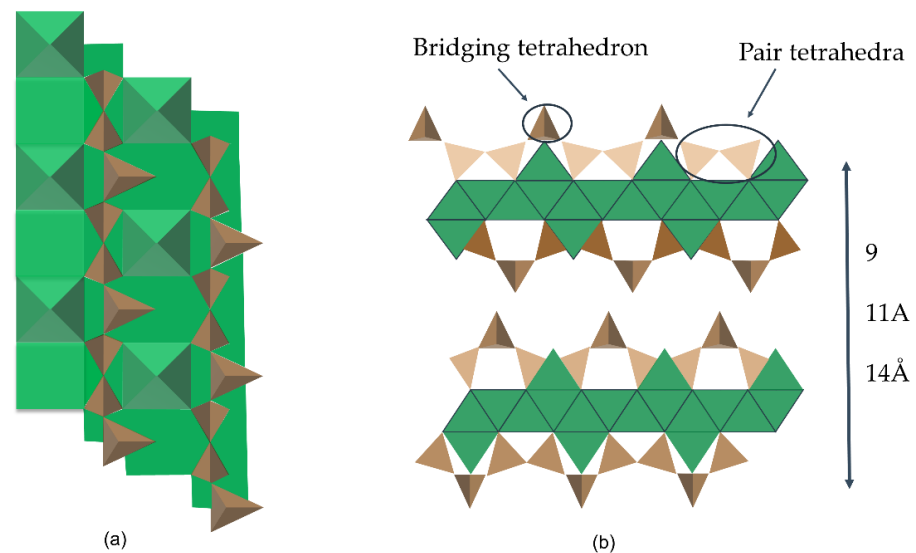 Bridging tetrahedron
Pair tetrahedra
9
11A
14Å
(a)
(b)